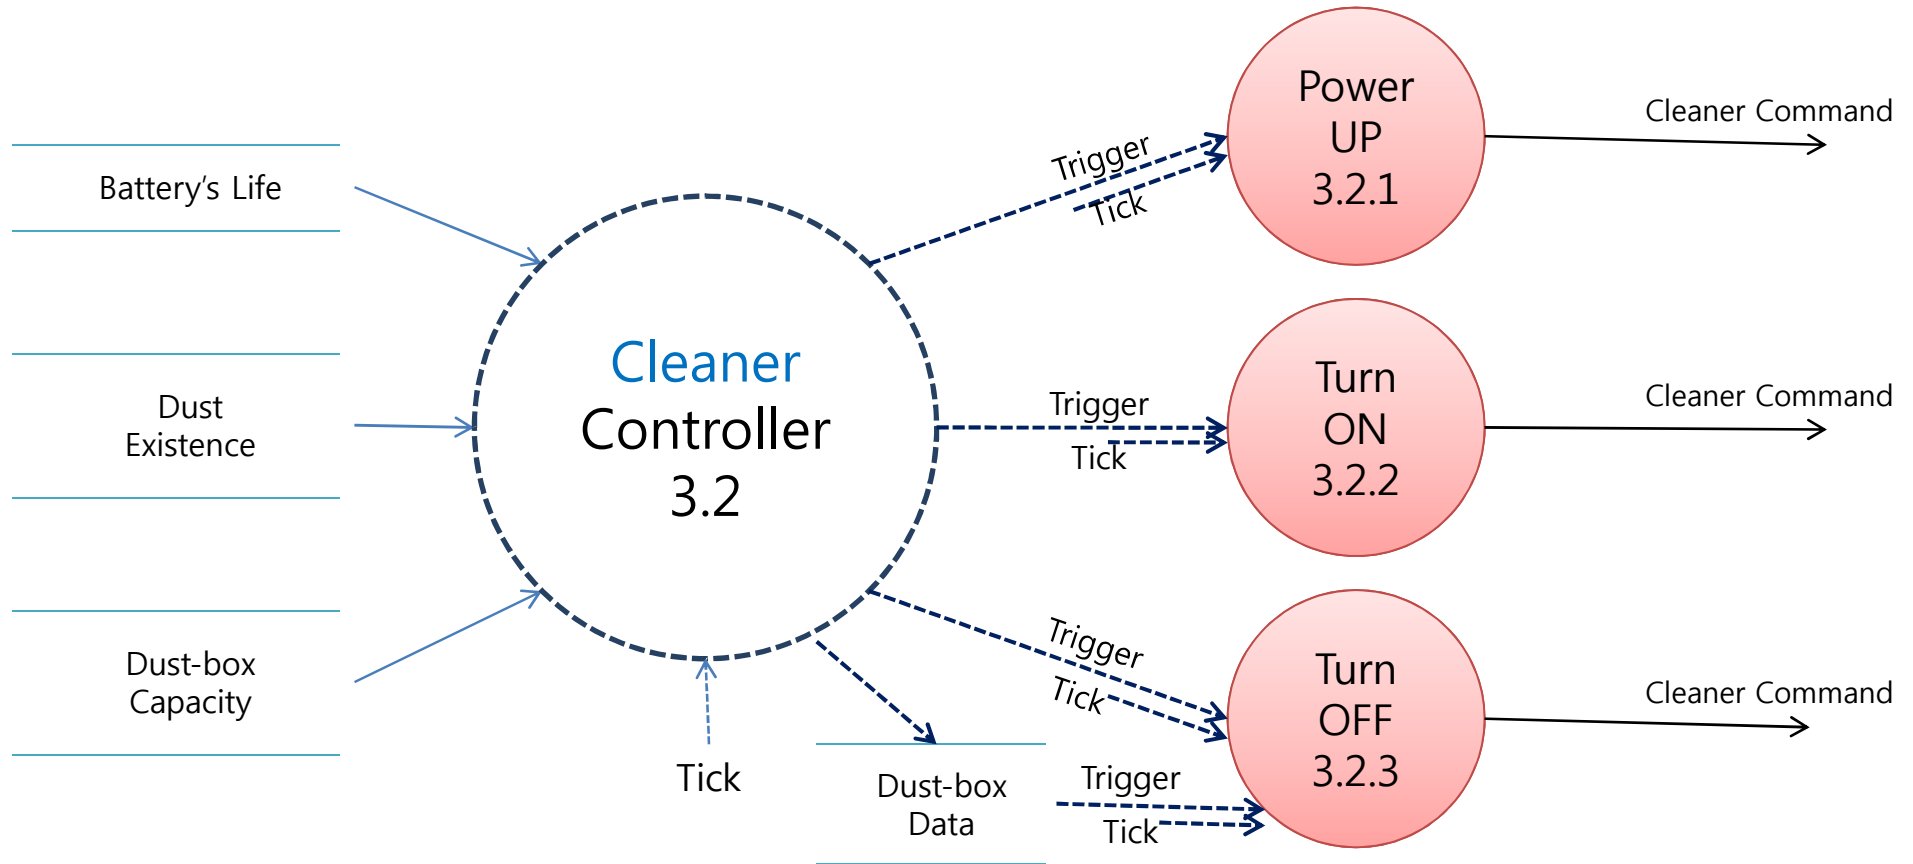 Battery's Life
Dust
Existence
Dust-box
Capacity
Cleaner
Controller
3.2
Tick
Dust-box
Data
Trigger
Tick
Trigger
Tick
Trigger
Tick
Trigger
Tick
Power
UP
3.2.1
Turn
ON
3.2.2
Turn
OFF
3.2.3
Cleaner Command
Cleaner Command
Cleaner Command